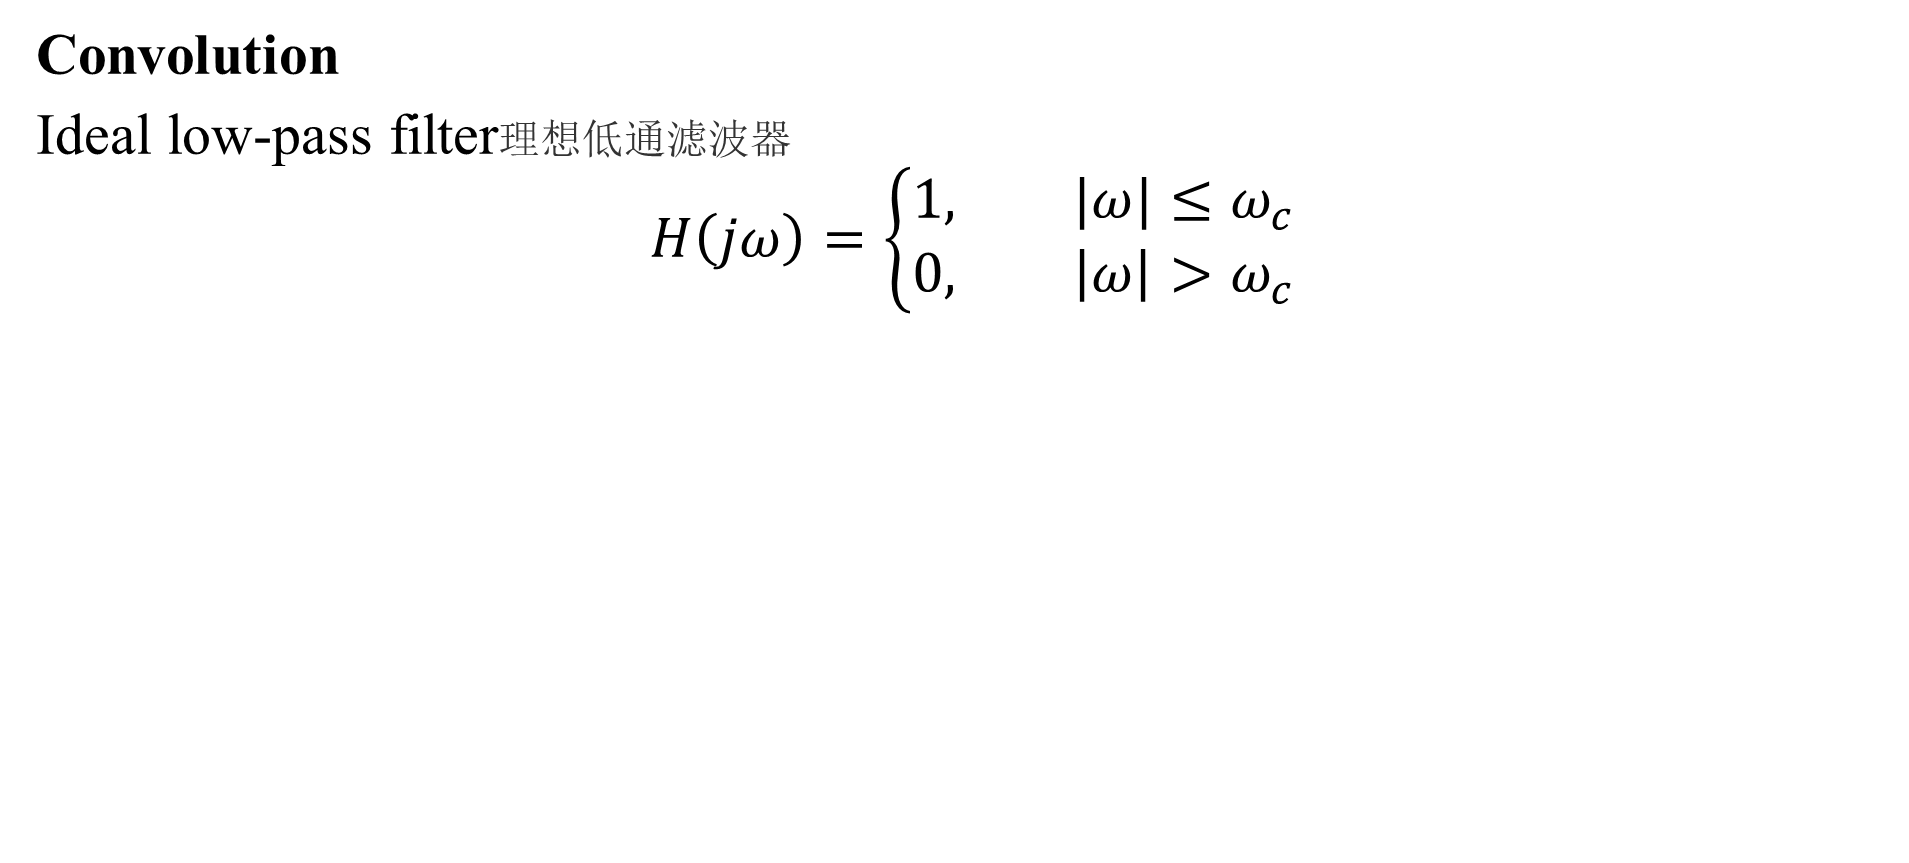 Convolution
Ideal low-pass filter理想低通滤波器
H(jω) = {1, |ω| ≤ ω_c
0, |ω| > ω_c